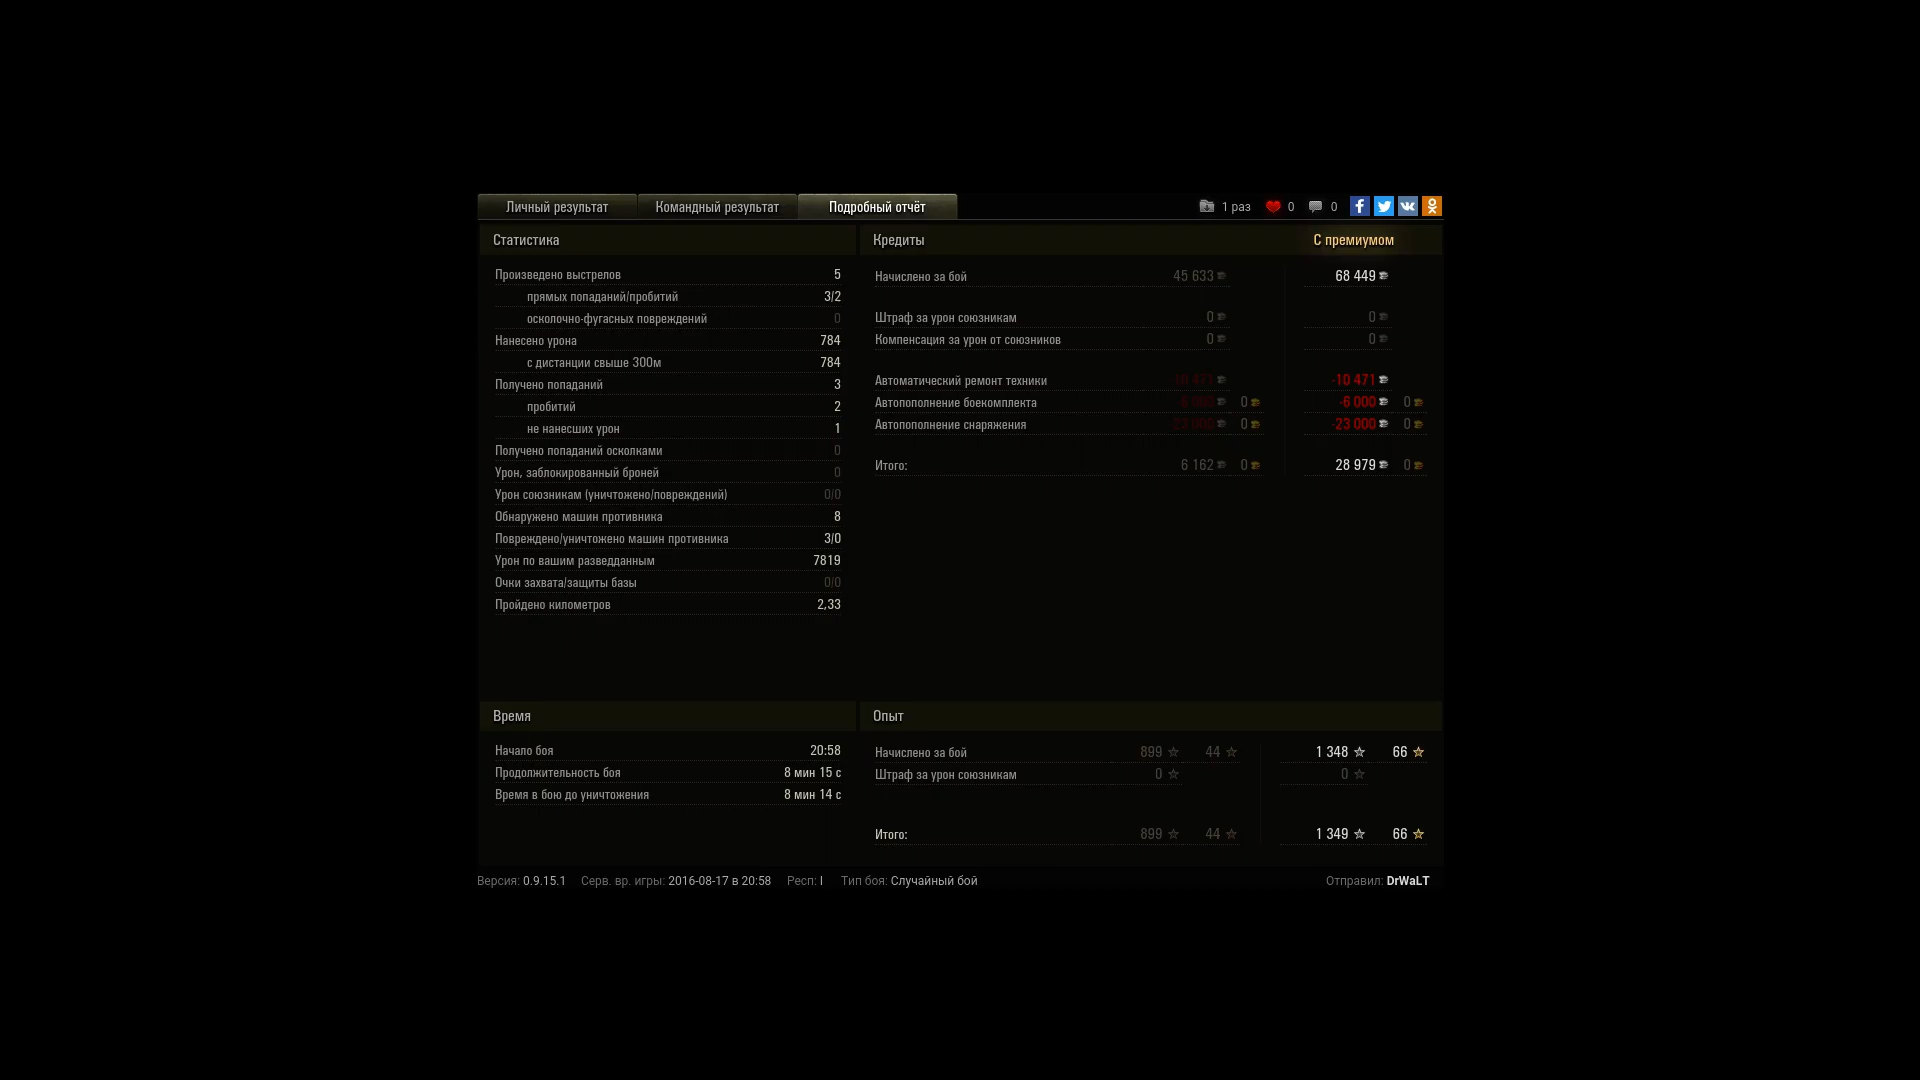 Личный результат Командный результат Подробный отчёт 1 раз 0 0
Статистика
Произведено выстрелов 5
прямых попаданий/пробитий 3/2
осколочно-фугасных повреждений 0
Нанесено урона 784
с дистанции свыше 300м 784
Получено попаданий 3
пробитий 2
не нанесших урон 1
Получено попаданий осколками 0
Урон, заблокированный броней 0
Урон союзникам (уничтожено/повреждений) 0/0
Обнаружено машин противника 8
Повреждено/уничтожено машин противника 3/0
Урон по вашим разведданным 7819
Очки захвата/защиты базы 0/0
Пройдено километров 2,33
Кредиты С премиумом
Начислено за бой 45 633 68 449
Штраф за урон союзникам 0 0
Компенсация за урон от союзников 0 0
Автоматический ремонт техники -10 471 -10 471
Автопополнение боекомплекта -6 000 0 -6 000 0
Автопополнение снаряжения -23 000 0 -23 000 0
Итого: 6 162 0 28 979 0
Время
Начало боя 20:58
Продолжительность боя 8 мин 15 с
Время в бою до уничтожения 8 мин 14 с
Опыт
Начислено за бой 899 44 1 348 66
Штраф за урон союзникам 0 0
Итого: 899 44 1 349 66
Версия: 0.9.15.1 Серв. вр. игры: 2016-08-17 в 20:58 Респ: I Тип боя: Случайный бой Отправил: DrWaLT